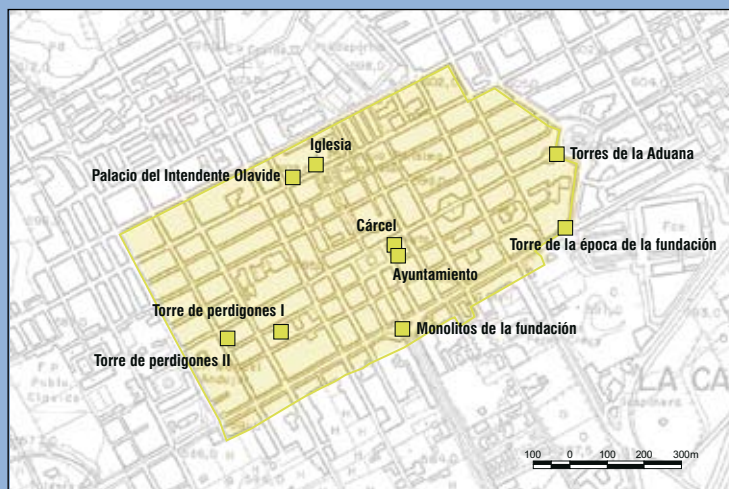 Iglesia
Torres de la Aduana
Palacio del Intendente Olavide
Cárcel
Torre de la época de la fundación
Ayuntamiento
Torre de perdigones I
Monolitos de la fundación
Torre de perdigones II
LA CA
100 0 100 200 300m